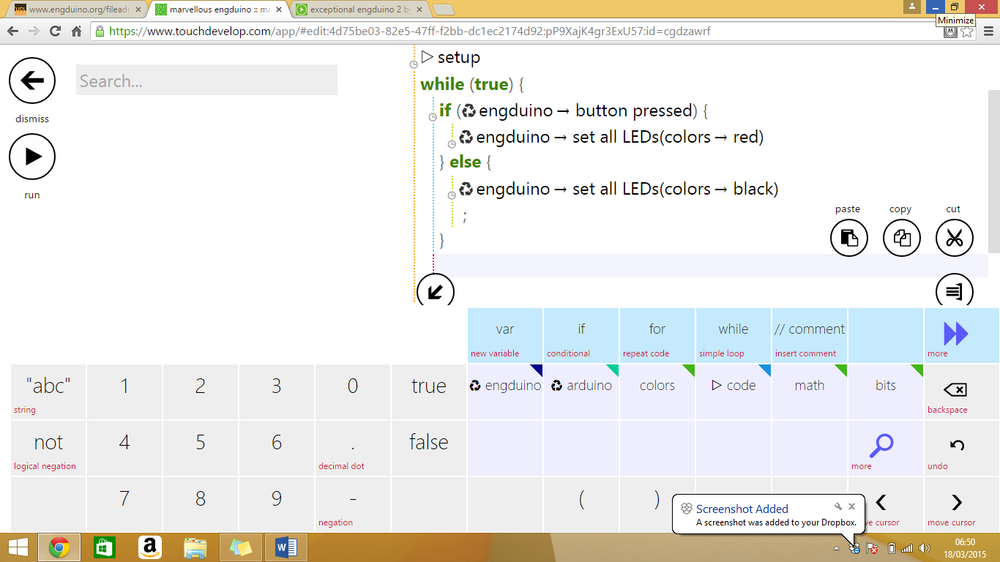 www.engduino.org/filead
marvellous engduino :: ma
exceptional engduino 2 b
https://www.touchdevelop.com/app/#edit:4d75be03-82e5-47ff-f2bb-dc1ec2174d92:pP9XajK4gr3ExU57:id=cgdzawrf
Minimize
dismiss
Search...
run
setup
while (true) {
if (engduino → button pressed) {
engduino → set all LEDs(colors → red)
} else {
engduino → set all LEDs(colors → black)
;
}
paste
copy
cut
var
new variable
if
conditional
for
repeat code
while
simple loop
// comment
insert comment
more
"abc"
string
1
2
3
0
true
engduino
arduino
colors
code
math
bits
backspace
not
logical negation
4
5
6
.
decimal dot
false
more
undo
7
8
9
-
negation
(
)
ve cursor
move cursor
Screenshot Added
A screenshot was added to your Dropbox.
06:50
18/03/2015